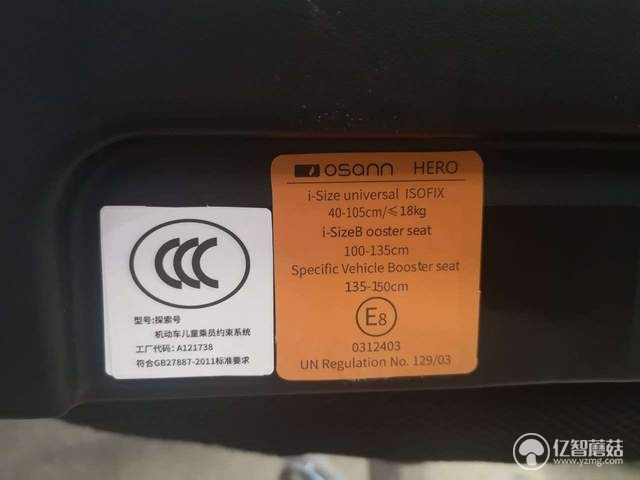 CCC
型号:探索号
机动车儿童乘员约束系统
工厂代码: A121738
符合GB27887-2011标准要求
osann HERO
i-Size universal ISOFIX
40-105cm/≤18kg
i-SizeB ooster seat
100-135cm
Specific Vehicle Booster seat
135-150cm
E8
0312403
UN Regulation No. 129/03
亿智蘑菇
www.yzmg.com